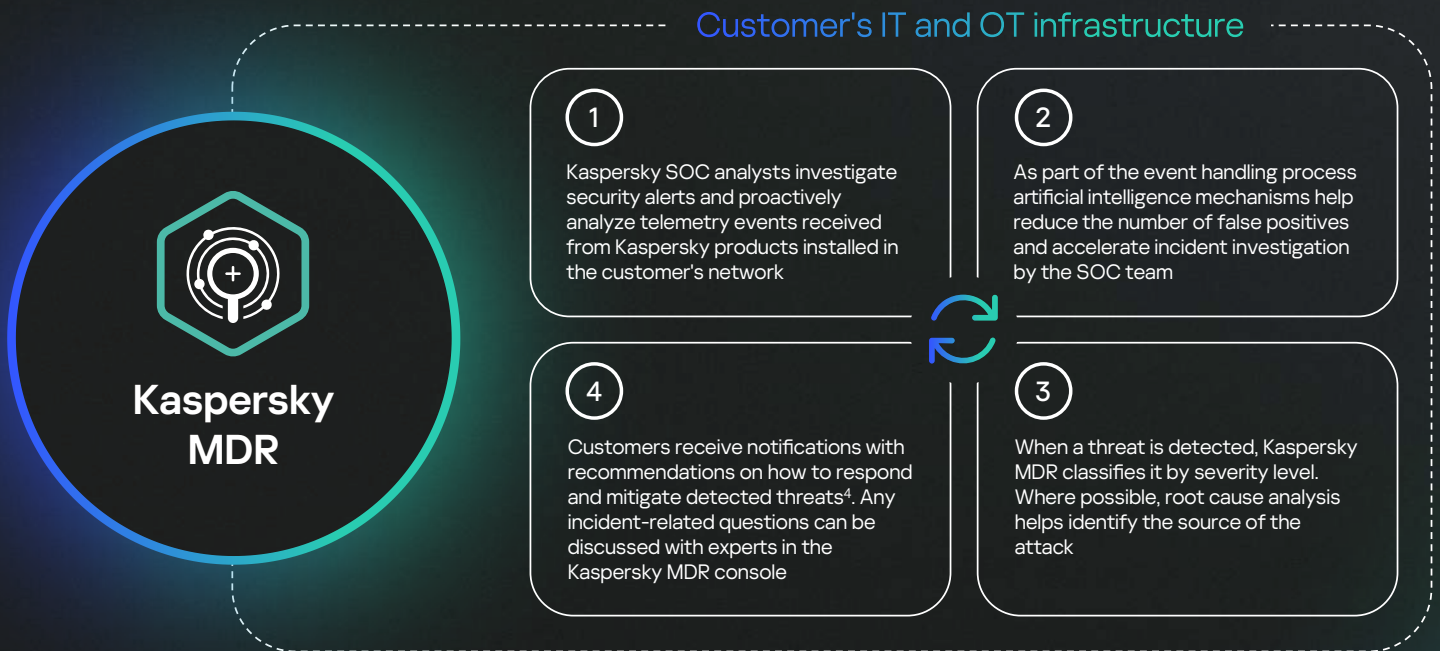 Customer's IT and OT infrastructure
Kaspersky
MDR
1
Kaspersky SOC analysts investigate
security alerts and proactively
analyze telemetry events received
from Kaspersky products installed in
the customer's network
2
As part of the event handling process
artificial intelligence mechanisms help
reduce the number of false positives
and accelerate incident investigation
by the SOC team
3
When a threat is detected, Kaspersky
MDR classifies it by severity level.
Where possible, root cause analysis
helps identify the source of the
attack
4
Customers receive notifications with
recommendations on how to respond
and mitigate detected threats⁴. Any
incident-related questions can be
discussed with experts in the
Kaspersky MDR console